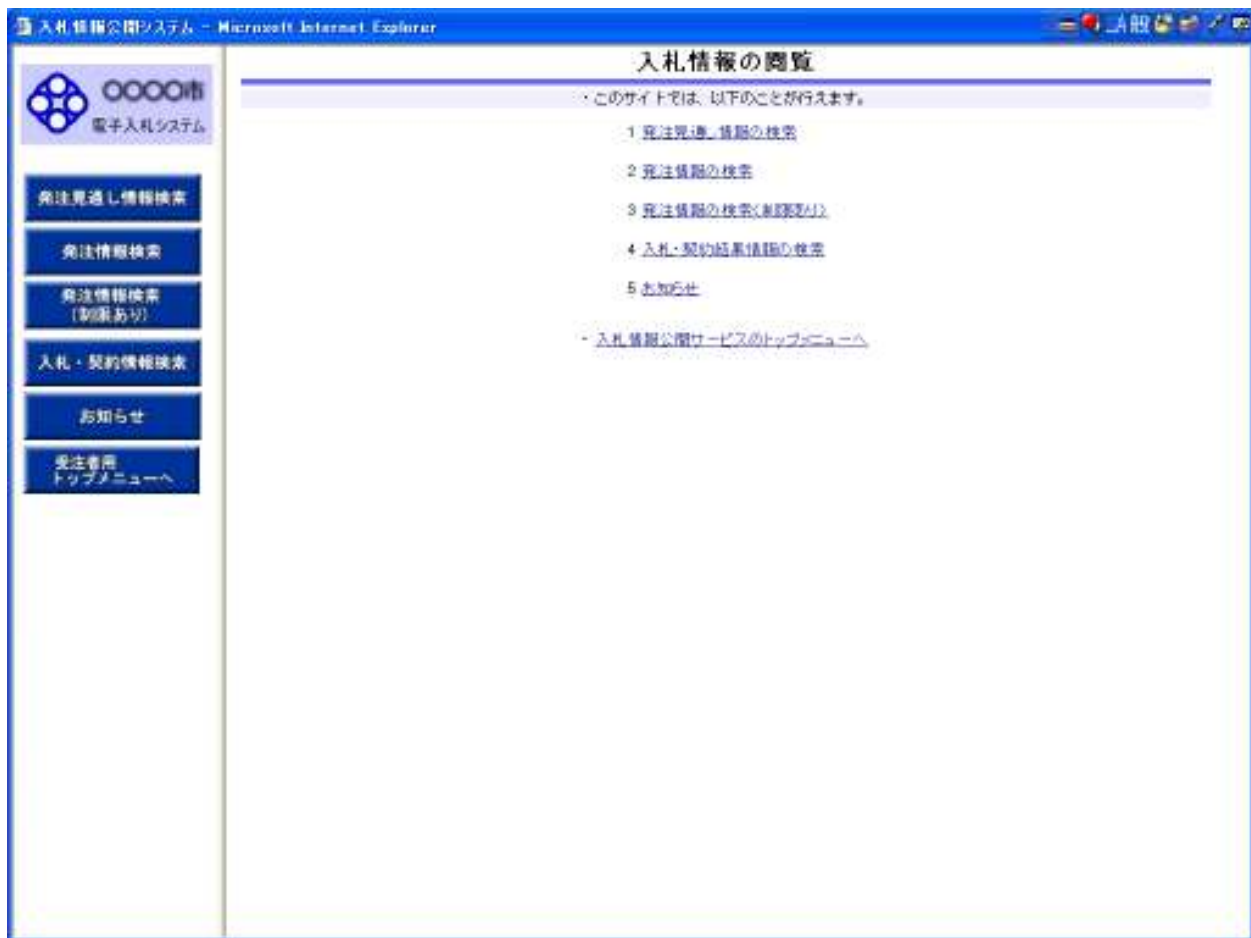 入札情報公開システム - Microsoft Internet Explorer
A 般
入札情報の閲覧
○○○○市
電子入札システム
・このサイトでは、以下のことが行えます。
1 発注見通し情報の検索
2 発注情報の検索
3 発注情報の検索(制限あり)
4 入札・契約結果情報の検索
5 お知らせ
・ 入札情報公開サービスのトップメニューへ
発注見通し情報検索
発注情報検索
発注情報検索
(制限あり)
入札・契約情報検索
お知らせ
受注者用
トップメニューへ